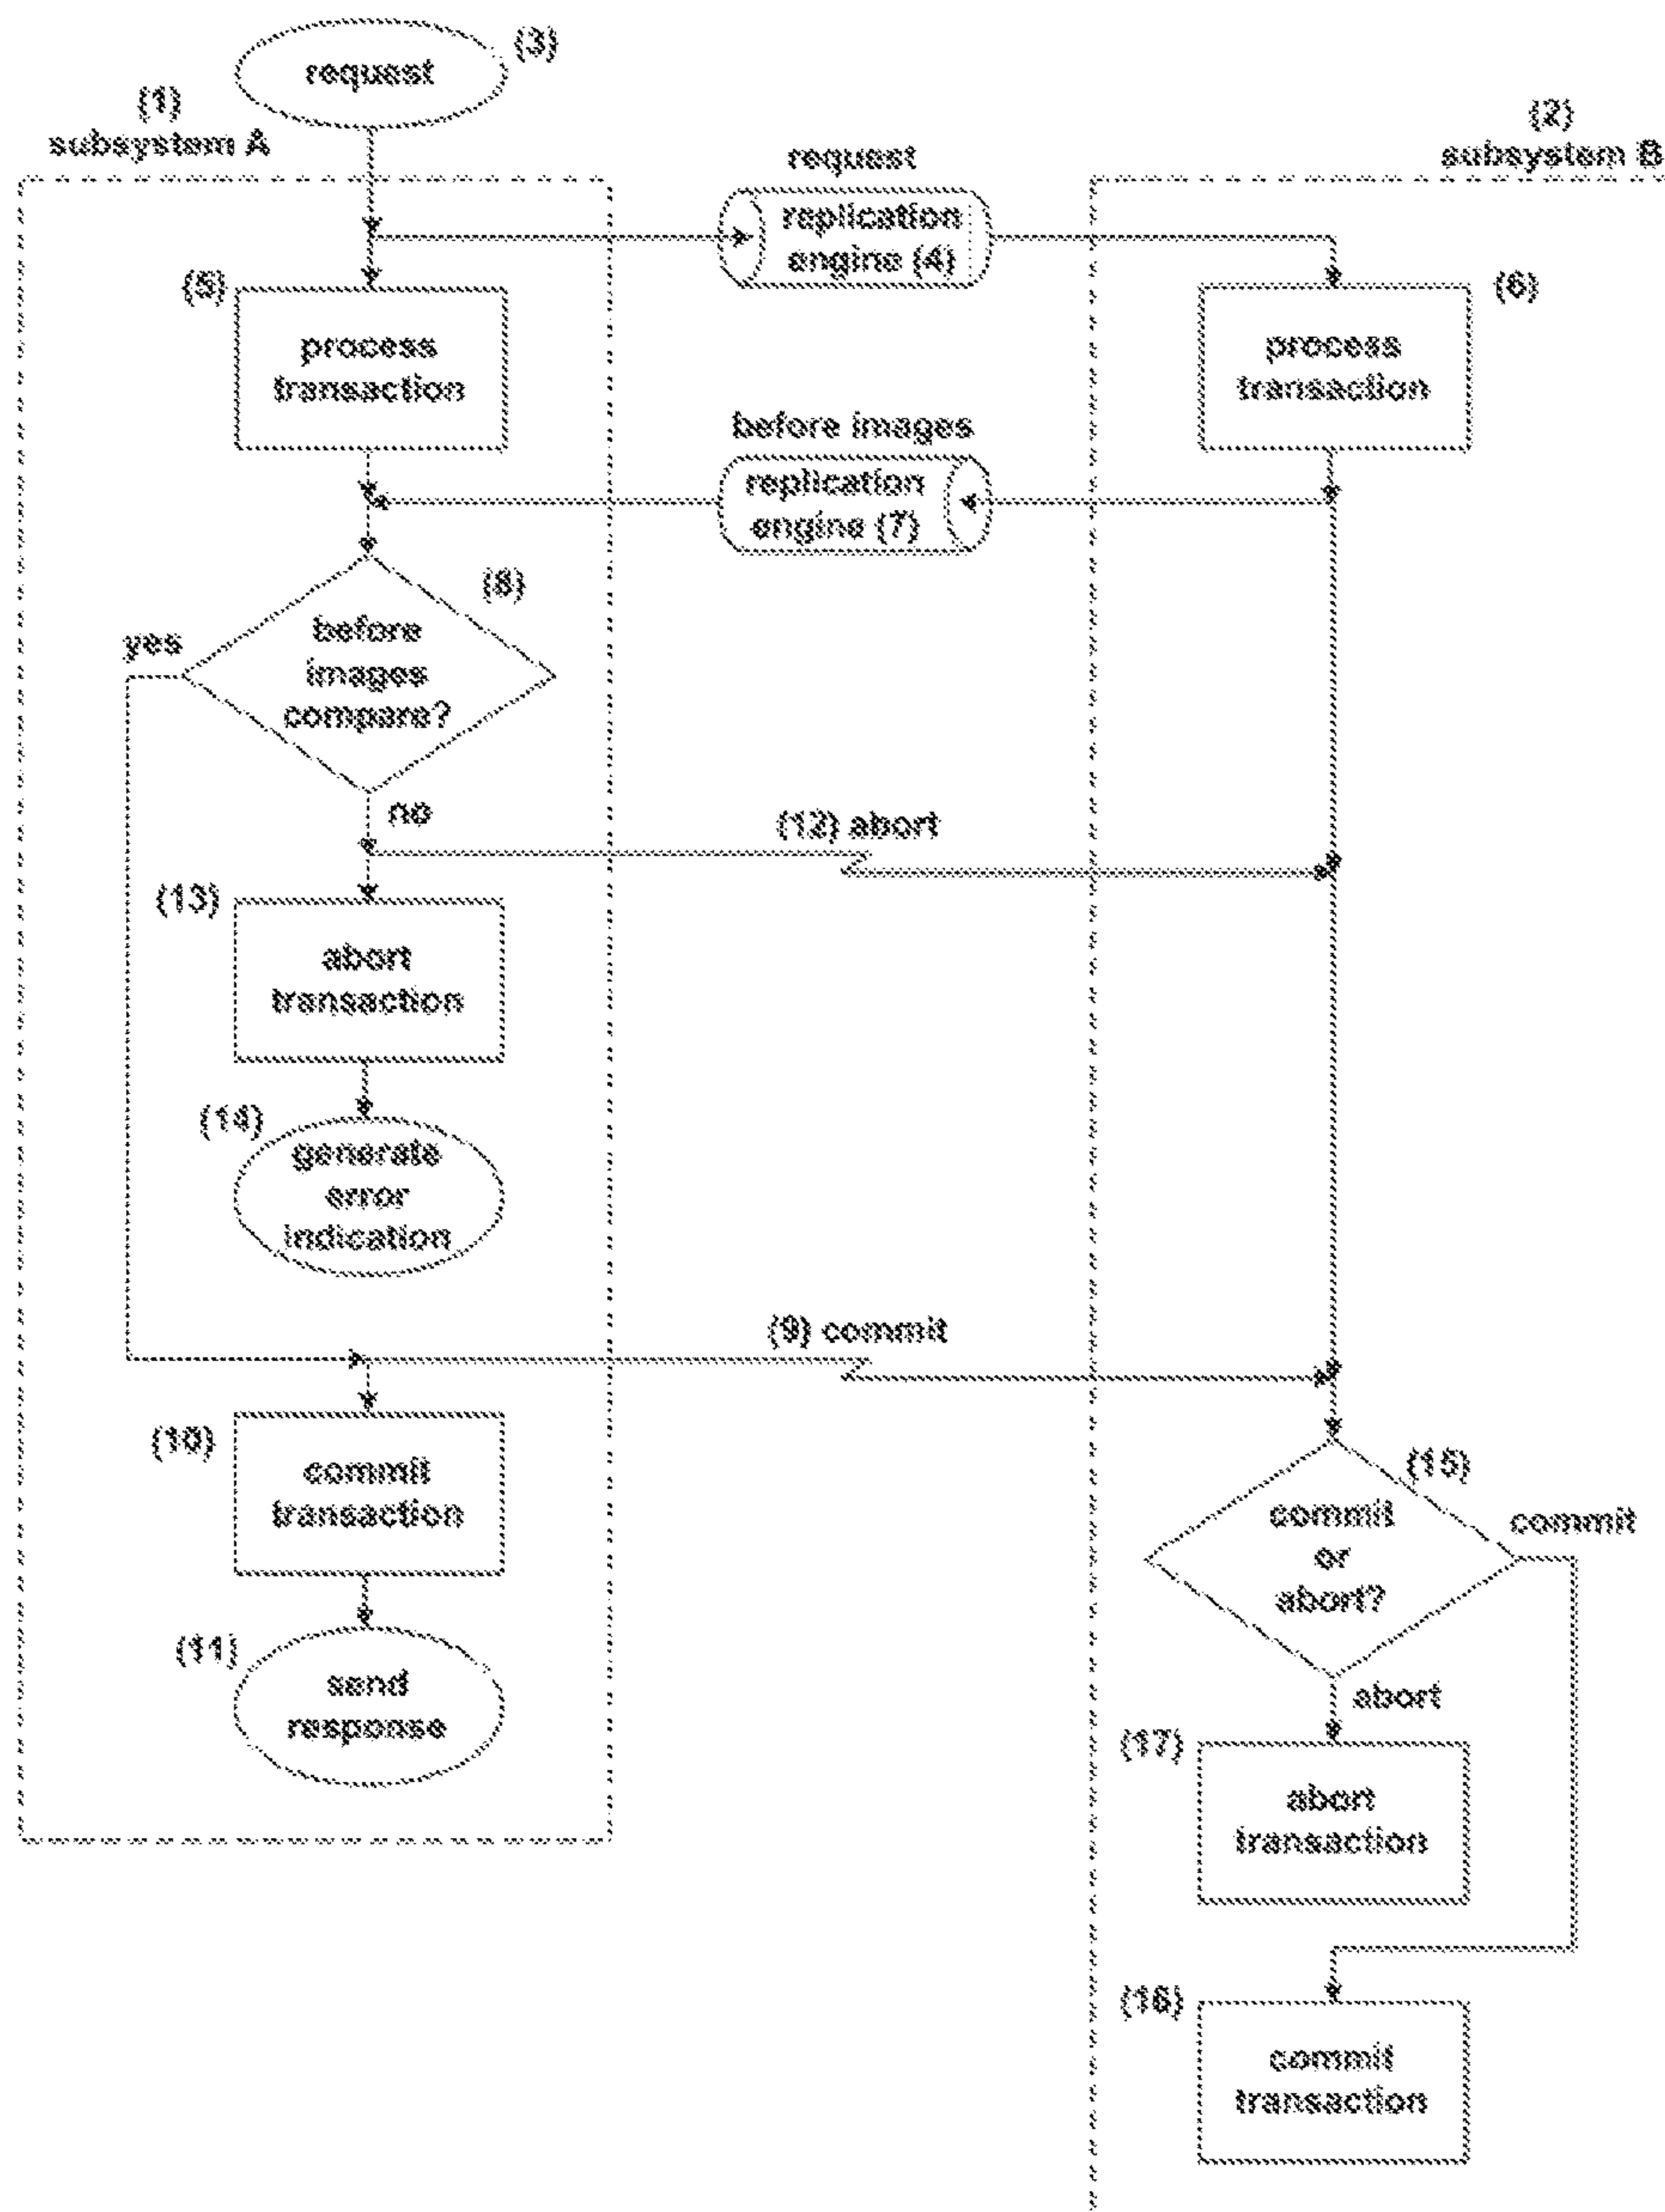 (3)
request
(1)
subsystem A
(2)
subsystem B
request
replication
engine (4)
(5)
process
transaction
(6)
process
transaction
before images
replication
engine (7)
(8)
before
images
compare?
yes
no
(12) abort
(13)
abort
transaction
(14)
generate
error
indication
(9) commit
(10)
commit
transaction
(11)
send
response
(15)
commit
or
abort?
commit
abort
(17)
abort
transaction
(16)
commit
transaction